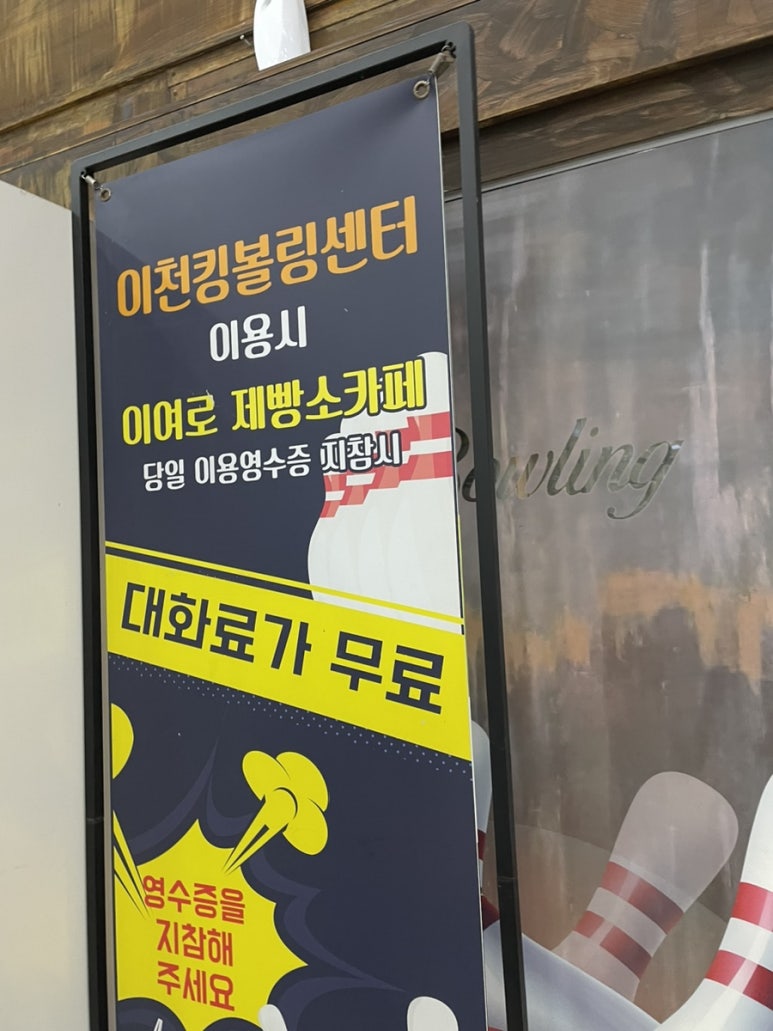 이천킹볼링센터
이용시
이여로 제빵소카페
당일 이용영수증 지참시
대화료가 무료
영수증을
지참해
주세요
Bowling